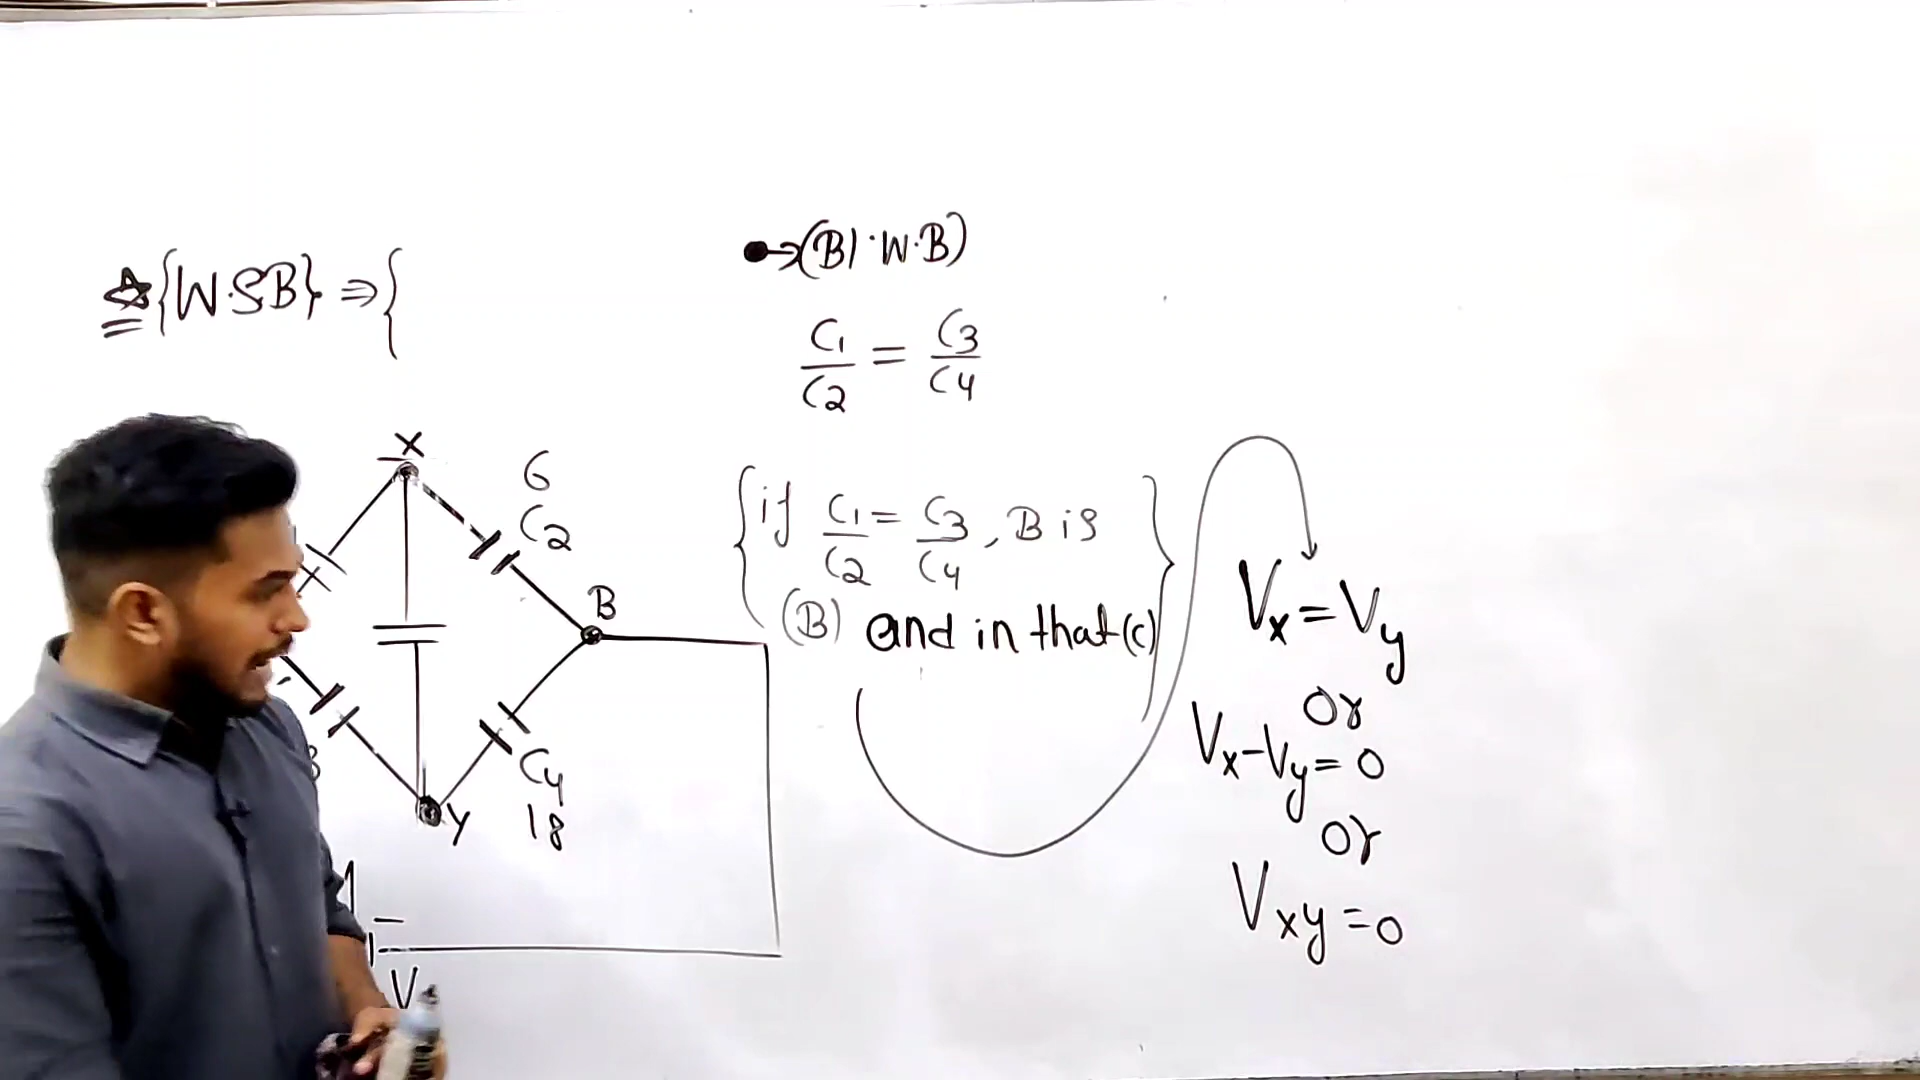 {W.S.B} ⇒ {
→(B1·W·B)
C1/C2 = C3/C4
X
6
C2
B
Y
C4
18
V
{if C1/C2 = C3/C4, B is
(B) and in that (c)}
Vx = Vy
Or
Vx - Vy = 0
Or
Vxy = 0